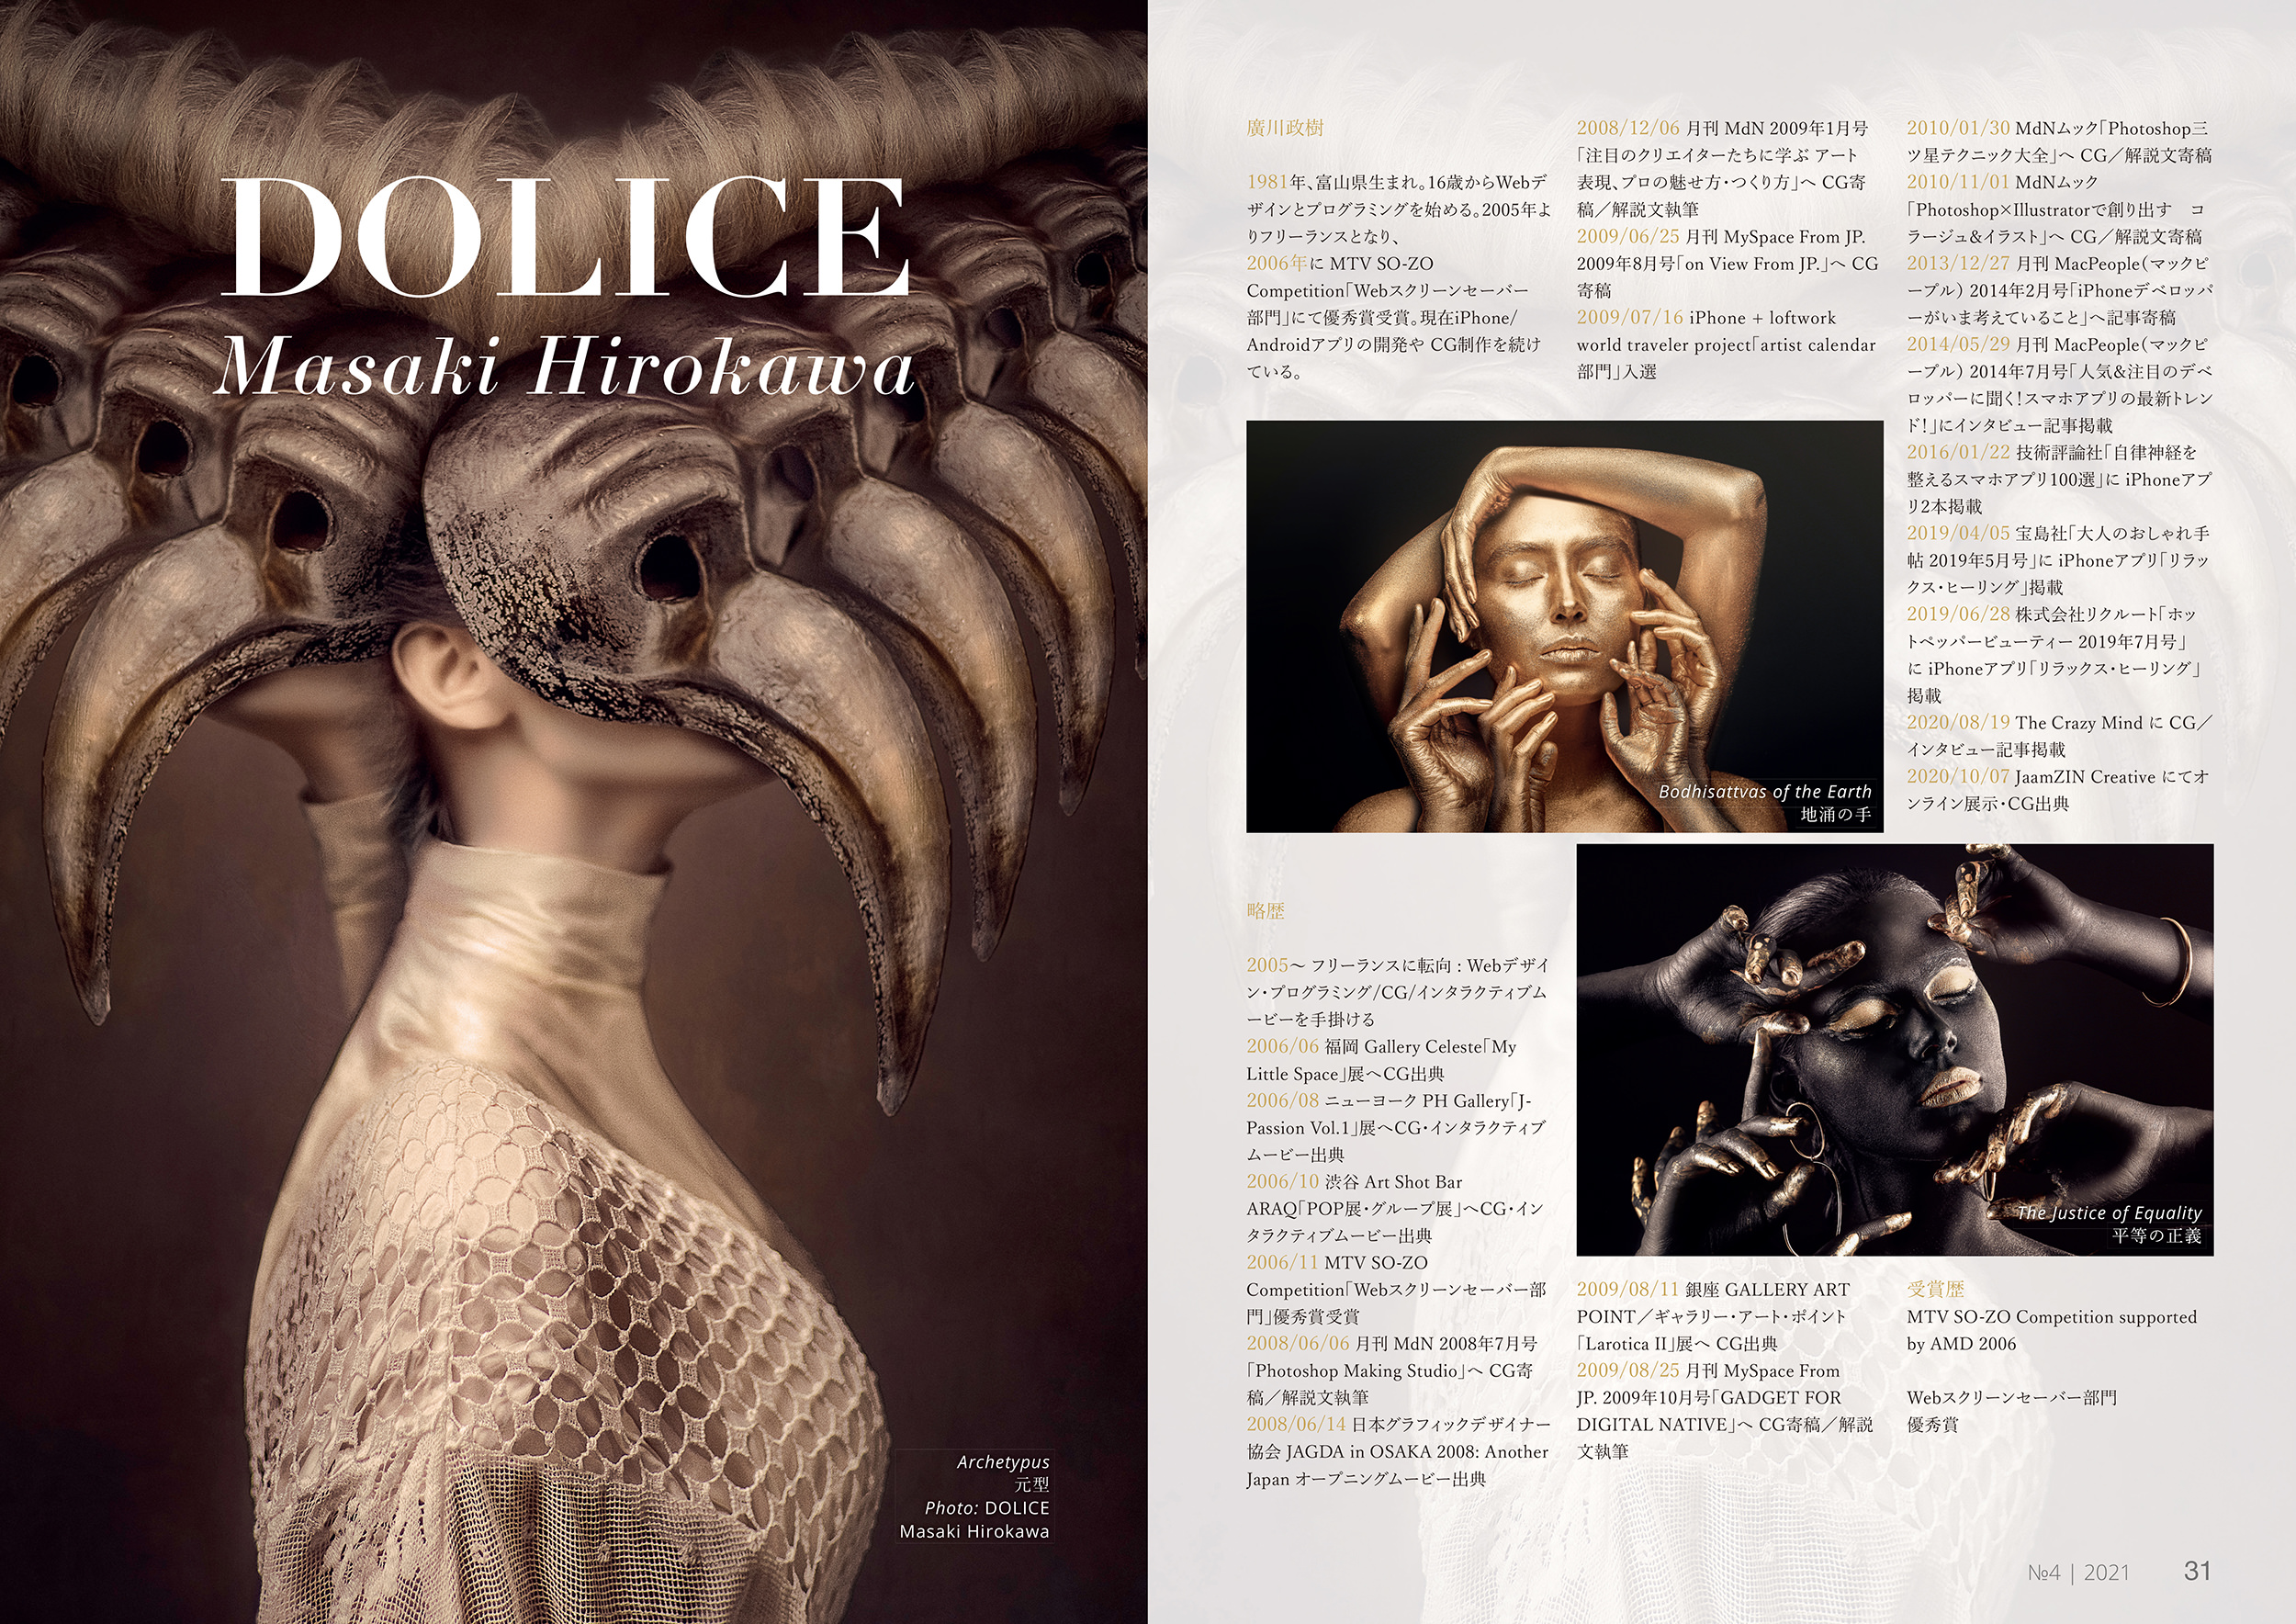 DOLICE
Masaki Hirokawa
Archetypus
元型
Photo: DOLICE
Masaki Hirokawa
廣川政樹
1981年、富山県生まれ。16歳からWebデ
ザインとプログラミングを始める。2005年よ
りフリーランスとなり、
2006年に MTV SO-ZO
Competition「Webスクリーンセーバー
部門」にて優秀賞受賞。現在iPhone/
Androidアプリの開発や CG制作を続け
ている。
Bodhisattvas of the Earth
地涌の手
略歴
2005〜 フリーランスに転向 : Webデザイ
ン・プログラミング/CG/インタラクティブム
ービーを手掛ける
2006/06 福岡 Gallery Celeste「My
Little Space」展へCG出典
2006/08 ニューヨーク PH Gallery「J-
Passion Vol.1」展へCG・インタラクティブ
ムービー出典
2006/10 渋谷 Art Shot Bar
ARAQ「POP展・グループ展」へCG・イン
タラクティブムービー出典
2006/11 MTV SO-ZO
Competition「Webスクリーンセーバー部
門」優秀賞受賞
2008/06/06 月刊 MdN 2008年7月号
「Photoshop Making Studio」へ CG寄
稿／解説文執筆
2008/06/14 日本グラフィックデザイナー
協会 JAGDA in OSAKA 2008: Another
Japan オープニングムービー出典
2008/12/06 月刊 MdN 2009年1月号
「注目のクリエイターたちに学ぶ アート
表現、プロの魅せ方・つくり方」へ CG寄
稿／解説文執筆
2009/06/25 月刊 MySpace From JP.
2009年8月号「on View From JP.」へ CG
寄稿
2009/07/16 iPhone + loftwork
world traveler project「artist calendar
部門」入選
The Justice of Equality
平等の正義
2009/08/11 銀座 GALLERY ART
POINT／ギャラリー・アート・ポイント
「Larotica II」展へ CG出典
2009/08/25 月刊 MySpace From
JP. 2009年10月号「GADGET FOR
DIGITAL NATIVE」へ CG寄稿／解説
文執筆
2010/01/30 MdNムック「Photoshop三
ツ星テクニック大全」へ CG／解説文寄稿
2010/11/01 MdNムック
「Photoshop×Illustratorで創り出す　コ
ラージュ&イラスト」へ CG／解説文寄稿
2013/12/27 月刊 MacPeople（マックピ
ープル） 2014年2月号「iPhoneデベロッパ
ーがいま考えていること」へ記事寄稿
2014/05/29 月刊 MacPeople（マックピ
ープル） 2014年7月号「人気&注目のデベ
ロッパーに聞く!スマホアプリの最新トレン
ド!」にインタビュー記事掲載
2016/01/22 技術評論社「自律神経を
整えるスマホアプリ100選」に iPhoneアプ
リ2本掲載
2019/04/05 宝島社「大人のおしゃれ手
帖 2019年5月号」に iPhoneアプリ「リラッ
クス・ヒーリング」掲載
2019/06/28 株式会社リクルート「ホッ
トペッパービューティー 2019年7月号」
に iPhoneアプリ「リラックス・ヒーリング」
掲載
2020/08/19 The Crazy Mind に CG／
インタビュー記事掲載
2020/10/07 JaamZIN Creative にてオ
ンライン展示・CG出典
受賞歴
MTV SO-ZO Competition supported
by AMD 2006
Webスクリーンセーバー部門
優秀賞
№4 | 2021
31